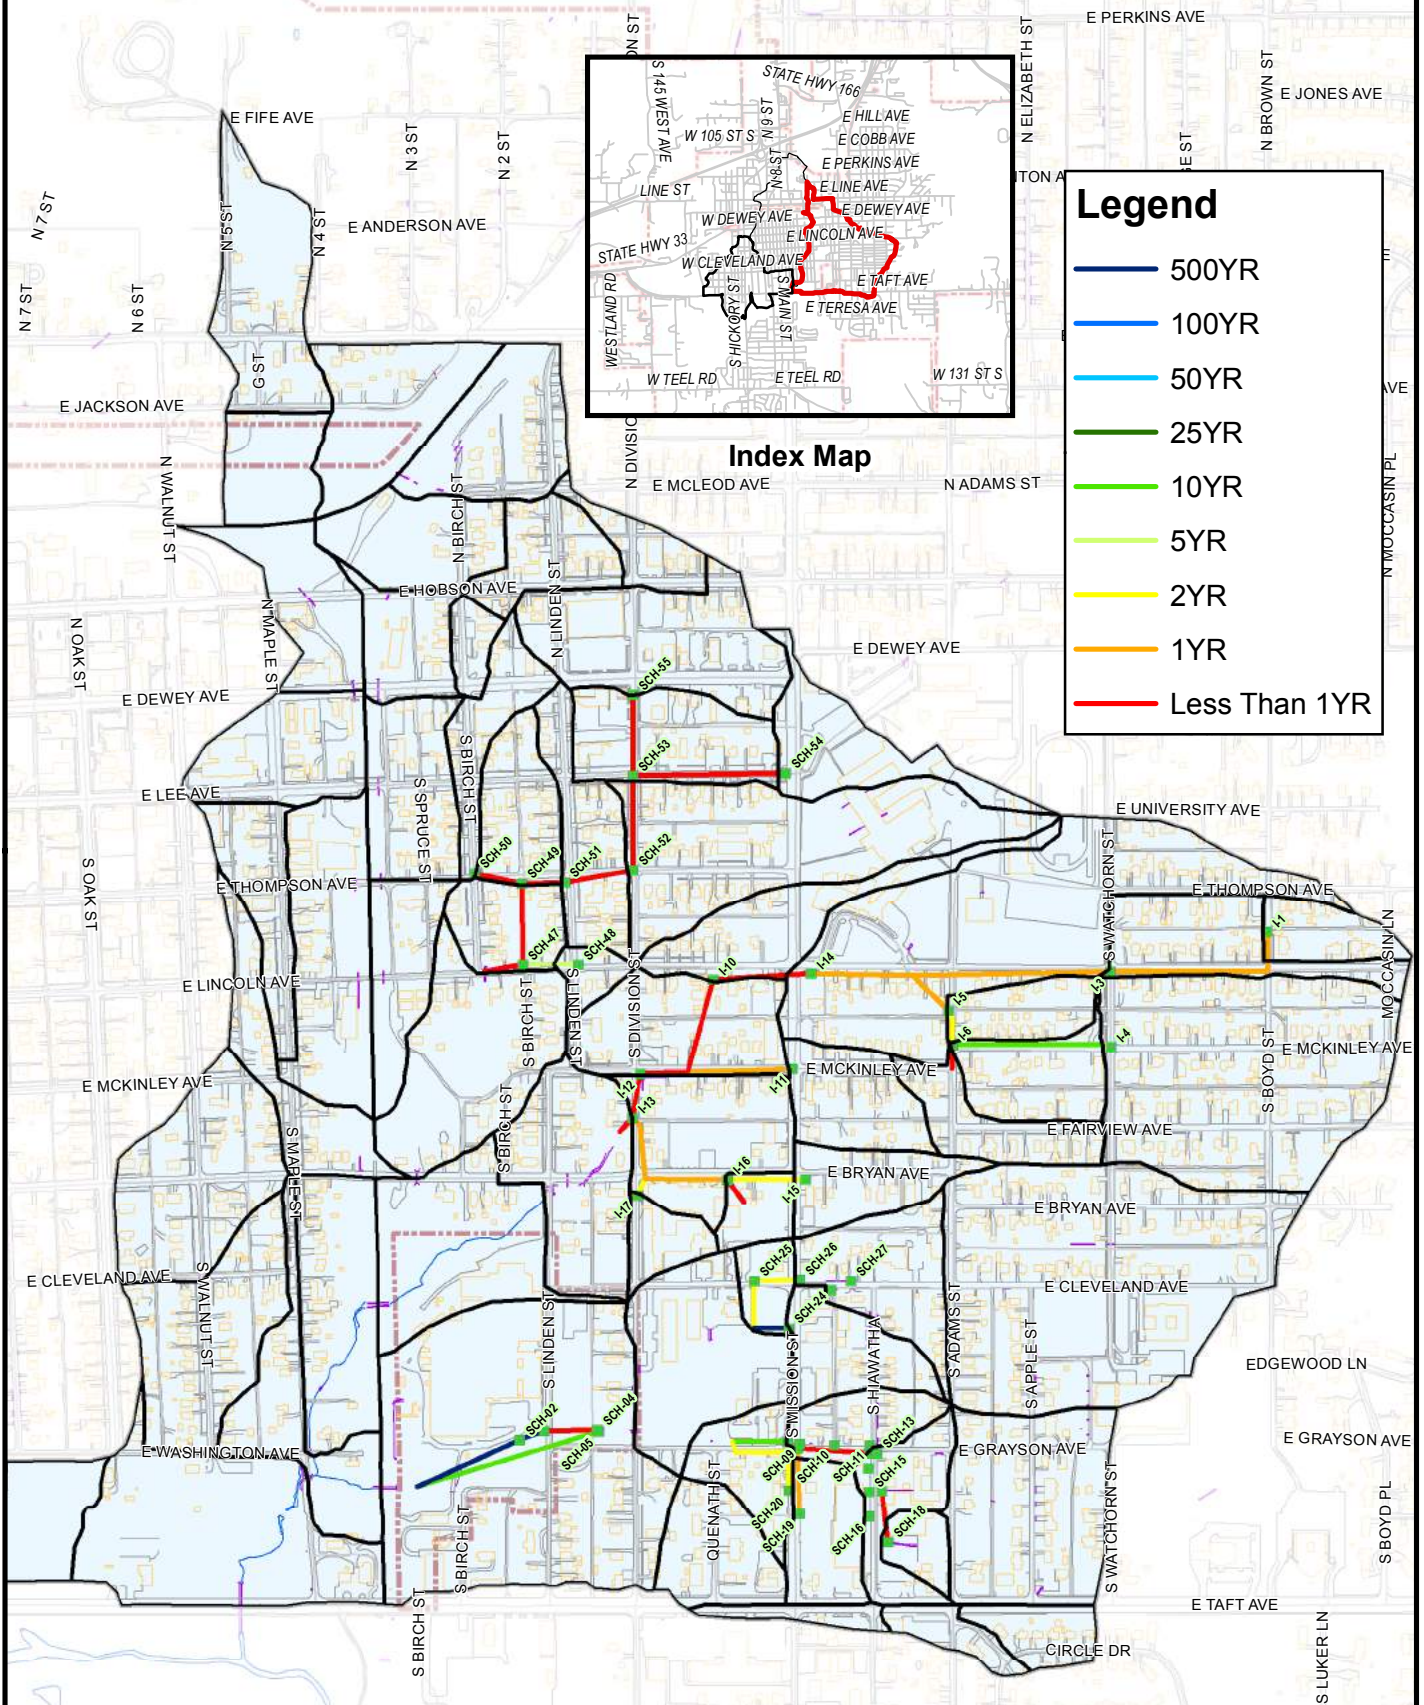 E PERKINS AVE
N ELIZABETH ST
N BROWN ST
E JONES AVE
E FIFE AVE
N 3 ST
N 2 ST
N 7 ST
N 5 ST
N 4 ST
E ANDERSON AVE
N 7 ST
N 6 ST
G ST
E JACKSON AVE
STATE HWY 166
S 145 WEST AVE
N 9 ST
E HILL AVE
W 105 ST S
E COBB AVE
N 8 ST
E PERKINS AVE
LINE ST
E LINE AVE
W DEWEY AVE
E DEWEY AVE
E LINCOLN AVE
STATE HWY 33
W CLEVELAND AVE
E TAFT AVE
WESTLAND RD
S HICKORY ST
S MAIN ST
E TERESA AVE
W TEEL RD
E TEEL RD
W 131 ST S
Index Map
Legend
500YR
100YR
50YR
25YR
10YR
5YR
2YR
1YR
Less Than 1YR
N WALNUT ST
N BIRCH ST
E MCLEOD AVE
N ADAMS ST
N MOCCASIN PL
E HOBSON AVE
N LINDEN ST
N OAK ST
N MAPLE ST
E DEWEY AVE
E DEWEY AVE
SCH-55
SCH-53
SCH-54
S BIRCH ST
S SPRUCE ST
E LEE AVE
E UNIVERSITY AVE
S OAK ST
SCH-50
SCH-49
SCH-51
SCH-52
E THOMPSON AVE
E THOMPSON AVE
S WATCHORN ST
I-1
SCH-47
SCH-48
E LINCOLN AVE
S BIRCH ST
S LINDEN ST
S DIVISION ST
I-10
I-14
I-3
I-5
I-6
I-4
MOCCASIN LN
E MCKINLEY AVE
E MCKINLEY AVE
E MCKINLEY AVE
S BOYD ST
I-12
I-13
I-11
S BIRCH ST
S MAPLE ST
E FAIRVIEW AVE
I-16
I-15
I-17
E BRYAN AVE
E BRYAN AVE
E CLEVELAND AVE
S WALNUT ST
SCH-25
SCH-26
SCH-27
SCH-24
E CLEVELAND AVE
S LINDEN ST
S MISSION ST
S HIAWATHA
S ADAMS ST
S APPLE ST
EDGEWOOD LN
SCH-02
SCH-04
SCH-05
E WASHINGTON AVE
SCH-09
SCH-10
SCH-11
SCH-13
E GRAYSON AVE
E GRAYSON AVE
SCH-15
QUENATH ST
SCH-20
SCH-19
SCH-16
SCH-18
S WATCHORN ST
S BOYD PL
S BIRCH ST
S BIRCH ST
E TAFT AVE
CIRCLE DR
S LUKER LN